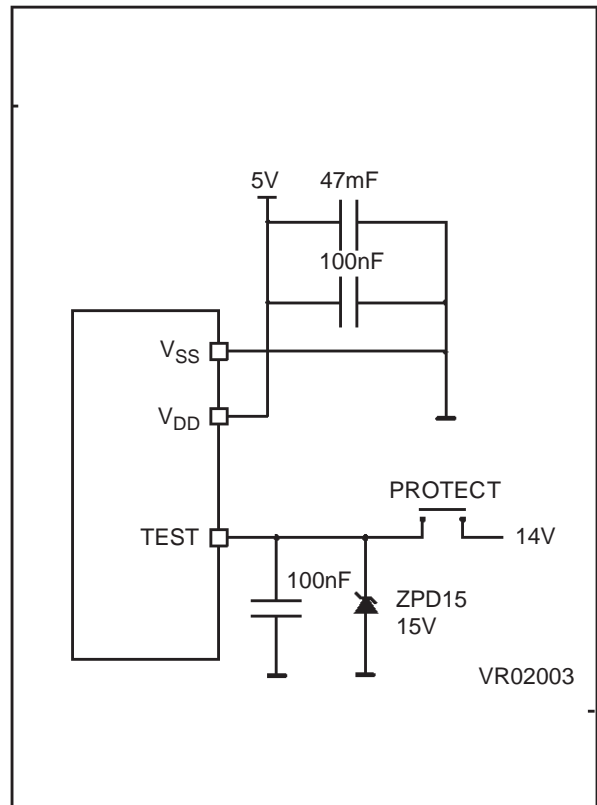 5V 47mF
100nF
VSS
VDD
PROTECT
TEST
14V
100nF
ZPD15
15V
VR02003